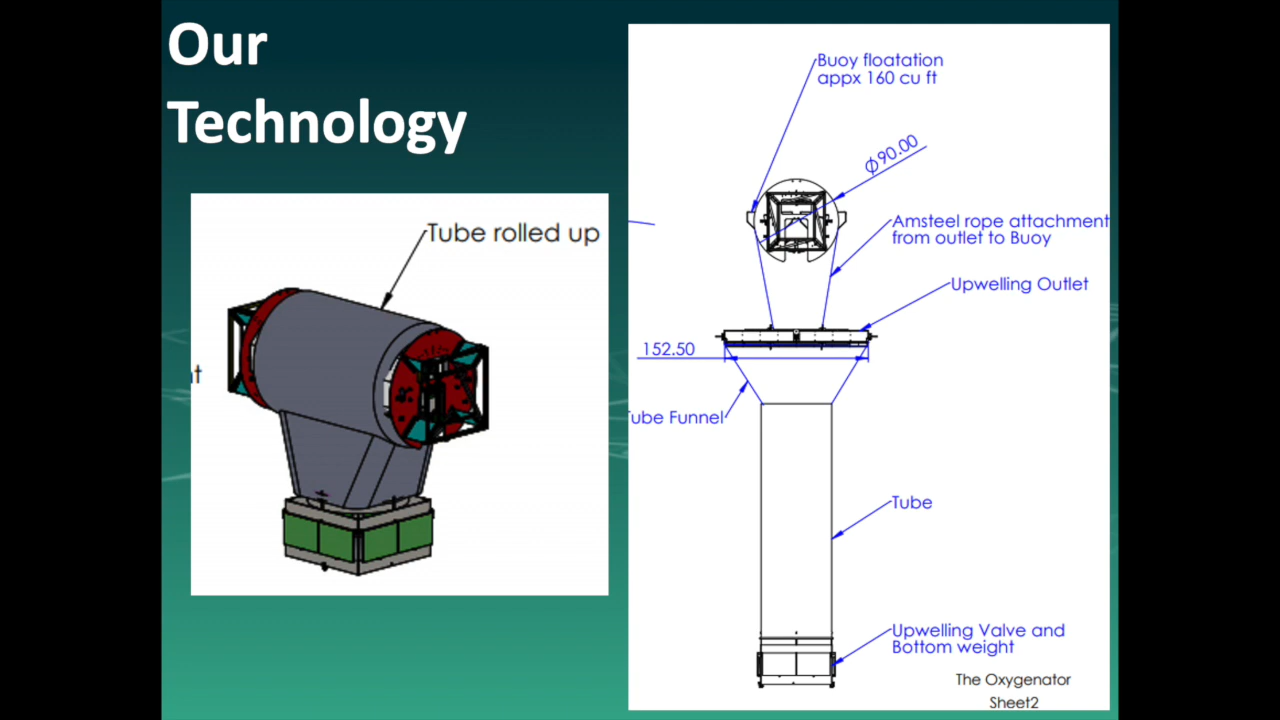 Our
Technology
Tube rolled up
Buoy floatation
appx 160 cu ft
Ø90.00
Amsteel rope attachment
from outlet to Buoy
Upwelling Outlet
152.50
ube Funnel
Tube
Upwelling Valve and
Bottom weight
The Oxygenator
Sheet2